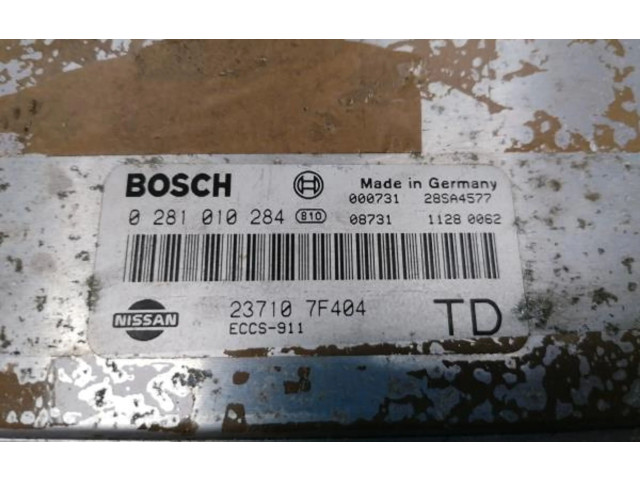 BOSCH Made in Germany
000731 28SA4577
0 281 010 284 810 08731 1128 0062
NISSAN 23710 7F404 TD
ECCS-911